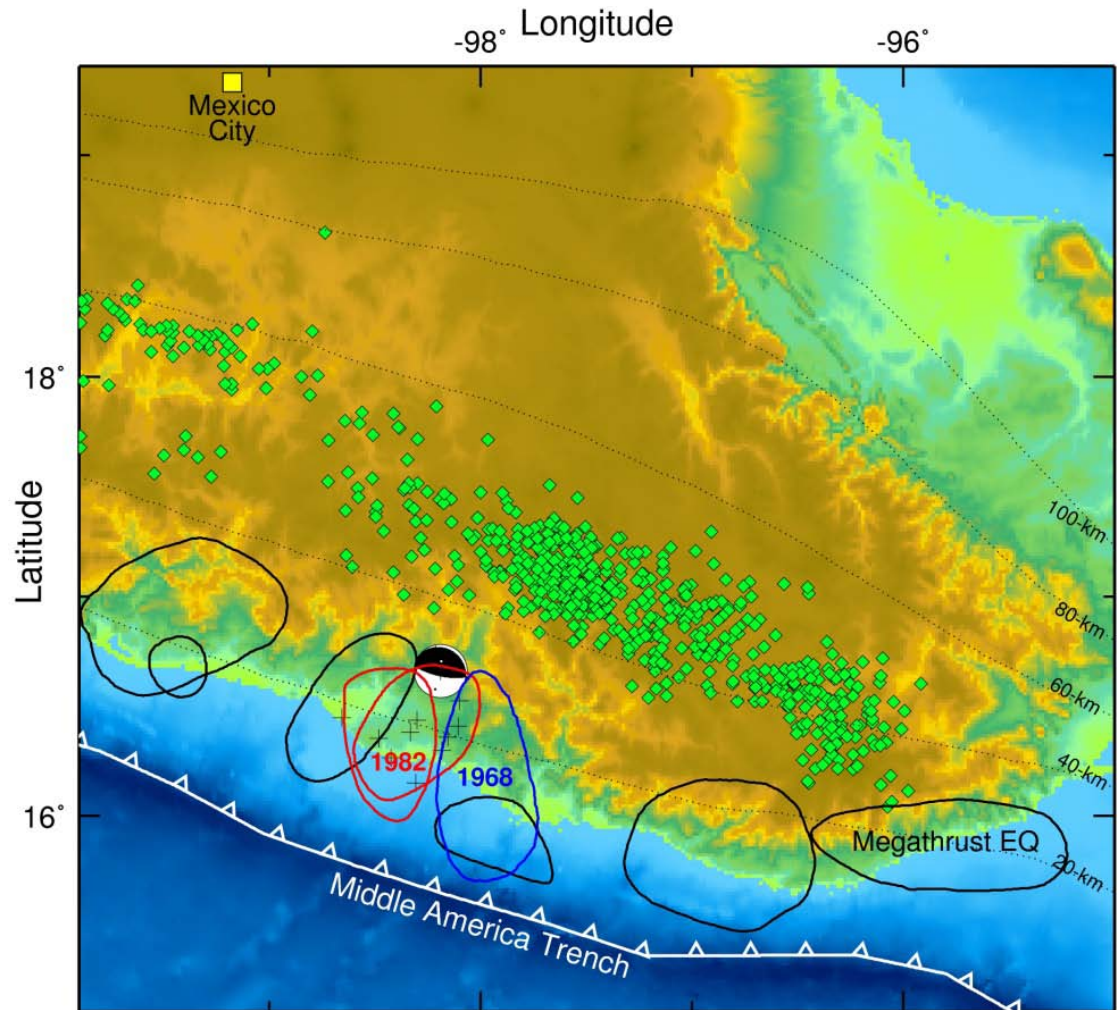 Longitude
-98°
-96°
Mexico
City
18°
Latitude
100-km
80-km
60-km
40-km
20-km
1982
1968
16°
Megathrust EQ
Middle America Trench